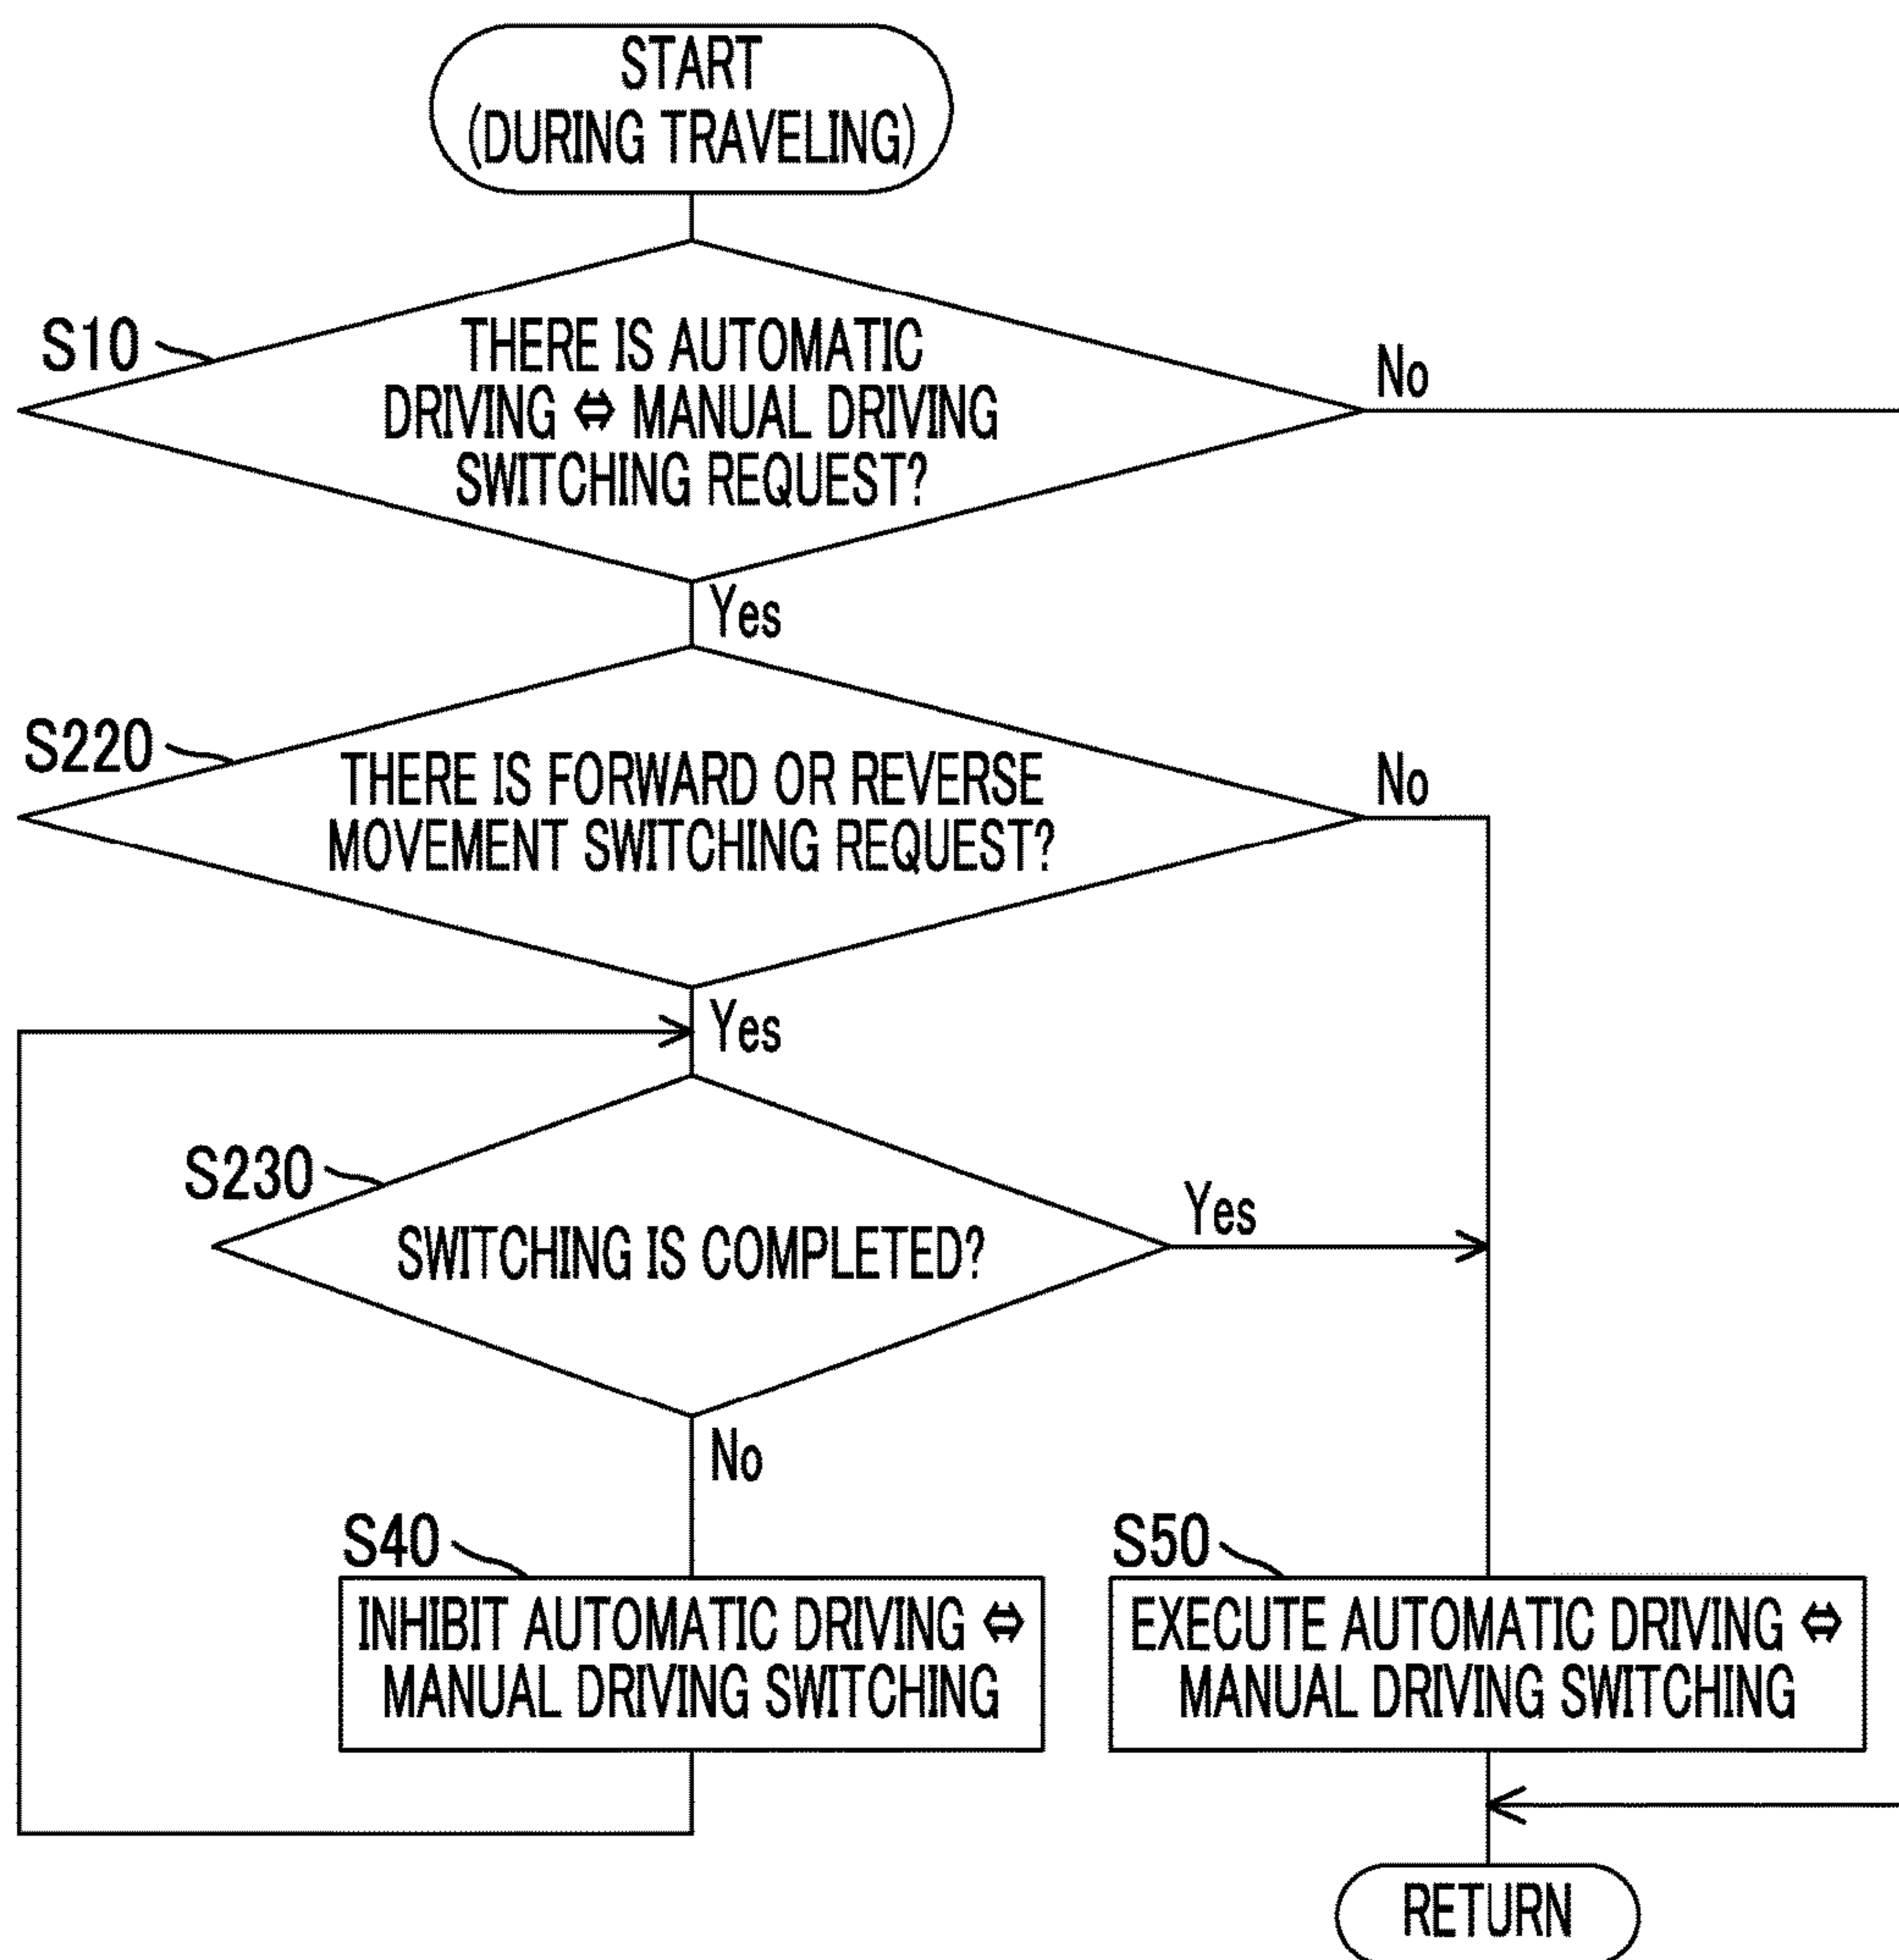 START
(DURING TRAVELING)
S10
THERE IS AUTOMATIC
DRIVING ⇔ MANUAL DRIVING
SWITCHING REQUEST?
No
Yes
S220
THERE IS FORWARD OR REVERSE
MOVEMENT SWITCHING REQUEST?
No
Yes
S230
SWITCHING IS COMPLETED?
Yes
No
S40
INHIBIT AUTOMATIC DRIVING ⇔
MANUAL DRIVING SWITCHING
S50
EXECUTE AUTOMATIC DRIVING ⇔
MANUAL DRIVING SWITCHING
RETURN